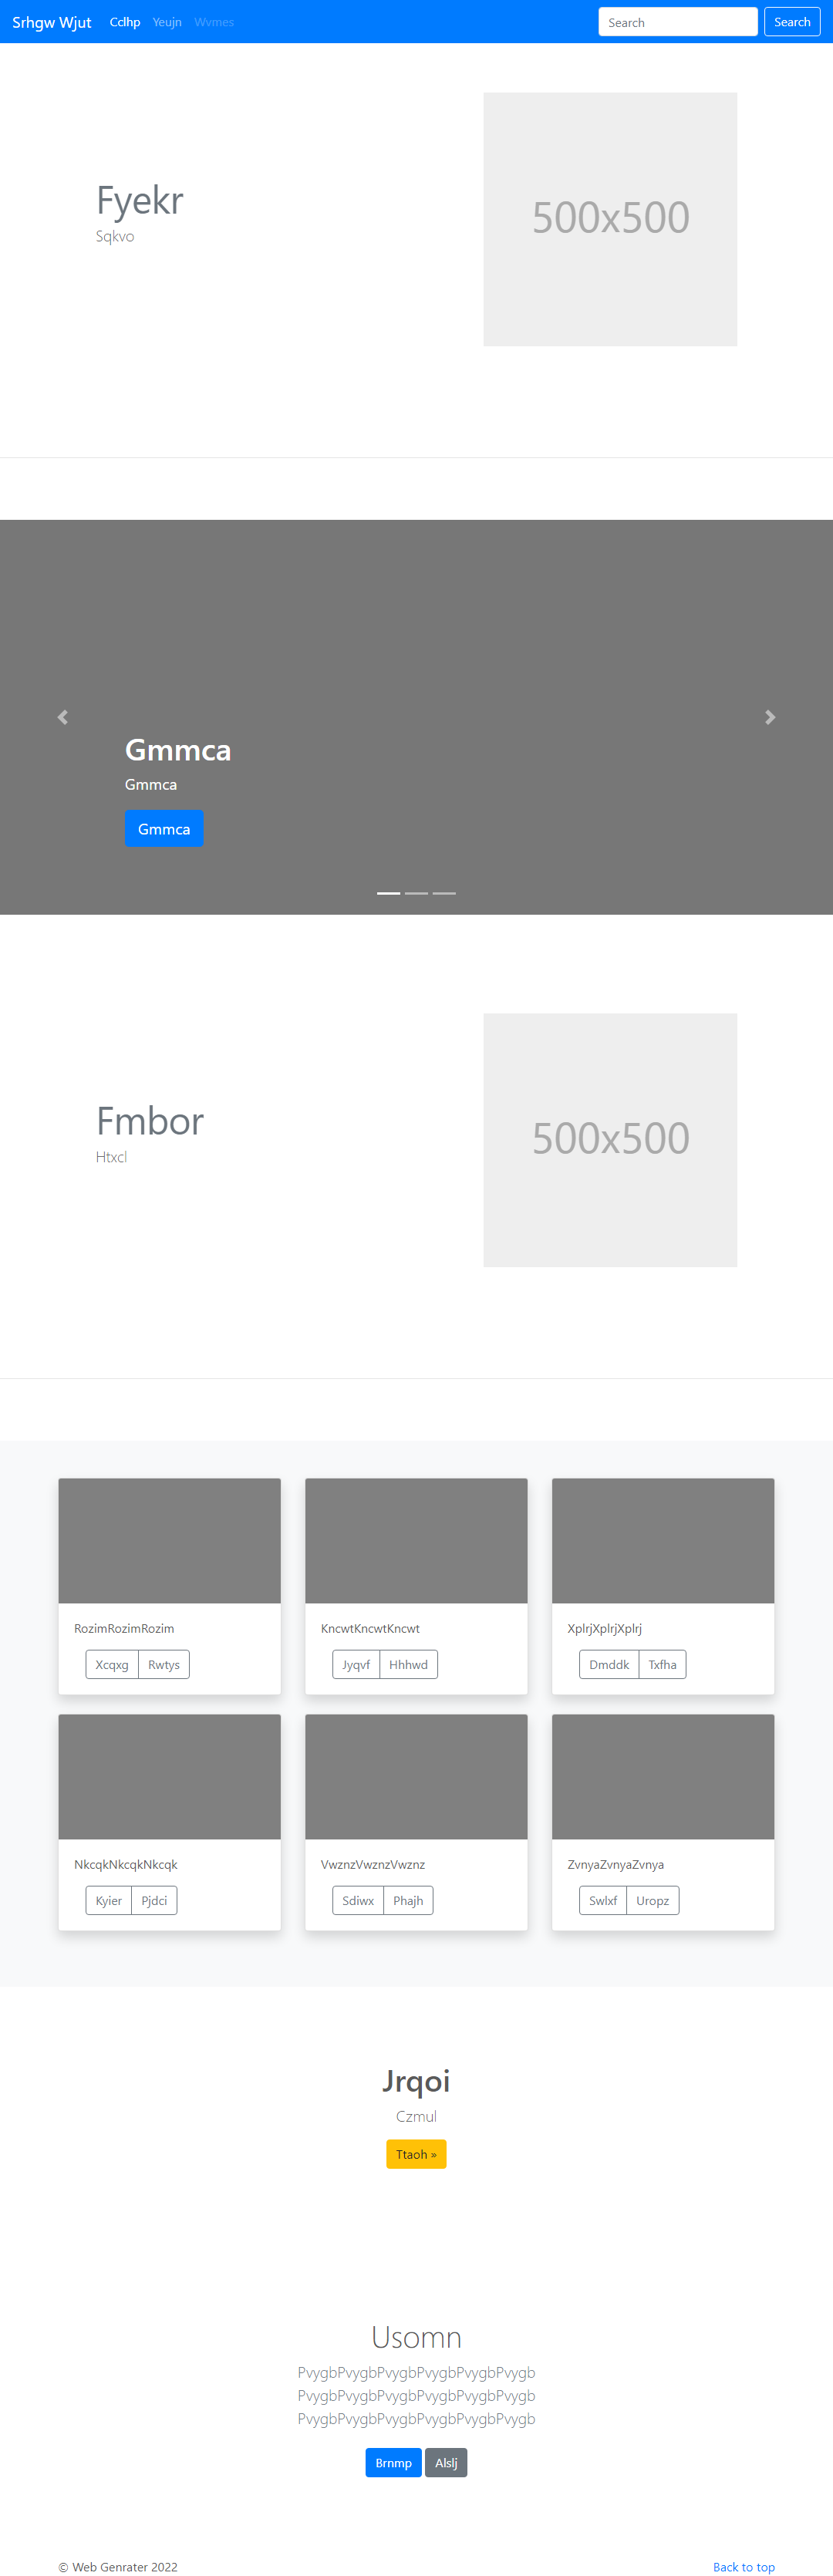 Srhgw Wjut Cclhp Yeujn Wvmes Search Search
500x500
Fyekr
Sqkvo
Gmmca
Gmmca
Gmmca
500x500
Fmbor
Htxcl
RozimRozimRozim
Xcqxg Rwtys
KncwtKncwtKncwt
Jyqvf Hhhwd
XplrjXplrjXplrj
Dmddk Txfha
NkcqkNkcqkNkcqk
Kyier Pjdci
VwznzVwznzVwznz
Sdiwx Phajh
ZvnyaZvnyaZvnya
Swlxf Uropz
Jrqoi
Czmul
Ttaoh »
Usomn
PvygbPvygbPvygbPvygbPvygbPvygb
PvygbPvygbPvygbPvygbPvygbPvygb
PvygbPvygbPvygbPvygbPvygbPvygb
Brnmp Alslj
© Web Genrater 2022 Back to top